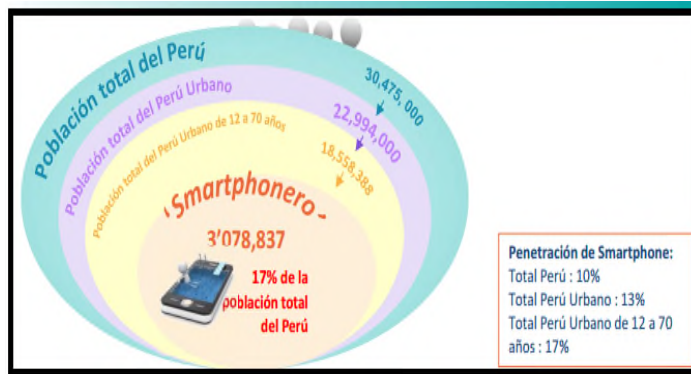 Población total del Perú
30,475, 000
Población total del Perú Urbano
22,994,000
Población total del Perú Urbano de 12 a 70 años
18,558,388
'Smartphonero
3'078,837
17% de la
población total
del Perú
Penetración de Smartphone:
Total Perú : 10%
Total Perú Urbano : 13%
Total Perú Urbano de 12 a 70
años : 17%